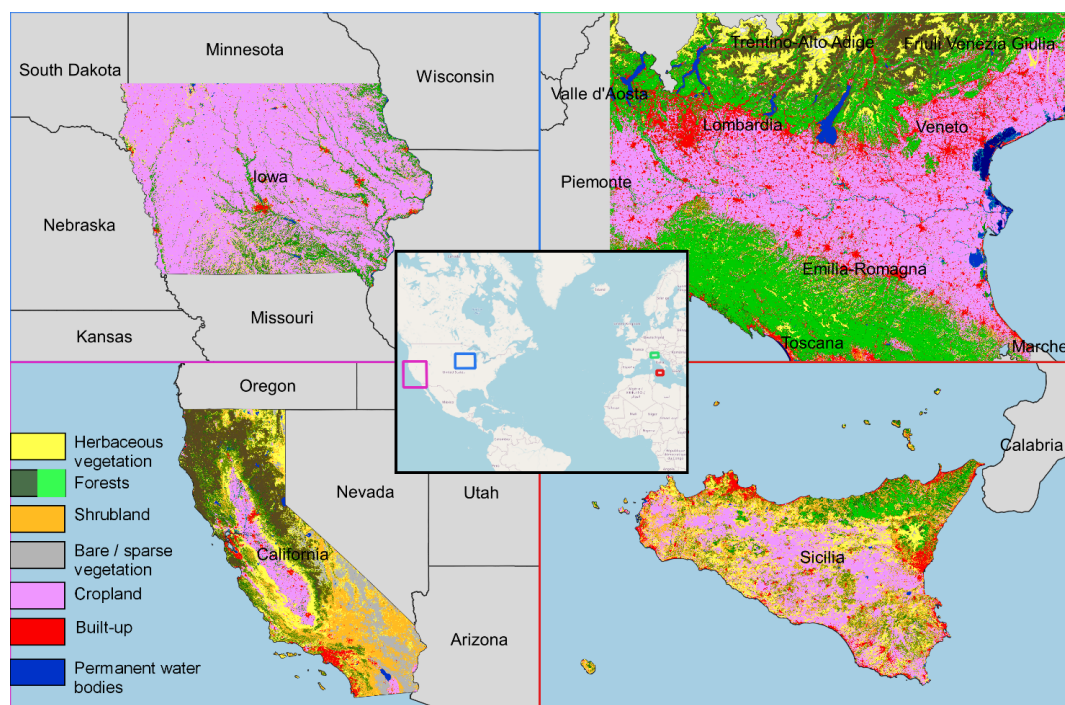 Minnesota
South Dakota
Wisconsin
Iowa
Nebraska
Missouri
Kansas
Trentino-Alto Adige
Friuli Venezia Giulia
Valle d'Aosta
Lombardia
Veneto
Piemonte
Emilia-Romagna
Toscana
Marche
Oregon
Nevada
Utah
California
Arizona
Herbaceous
vegetation
Forests
Shrubland
Bare / sparse
vegetation
Cropland
Built-up
Permanent water
bodies
Calabria
Sicilia